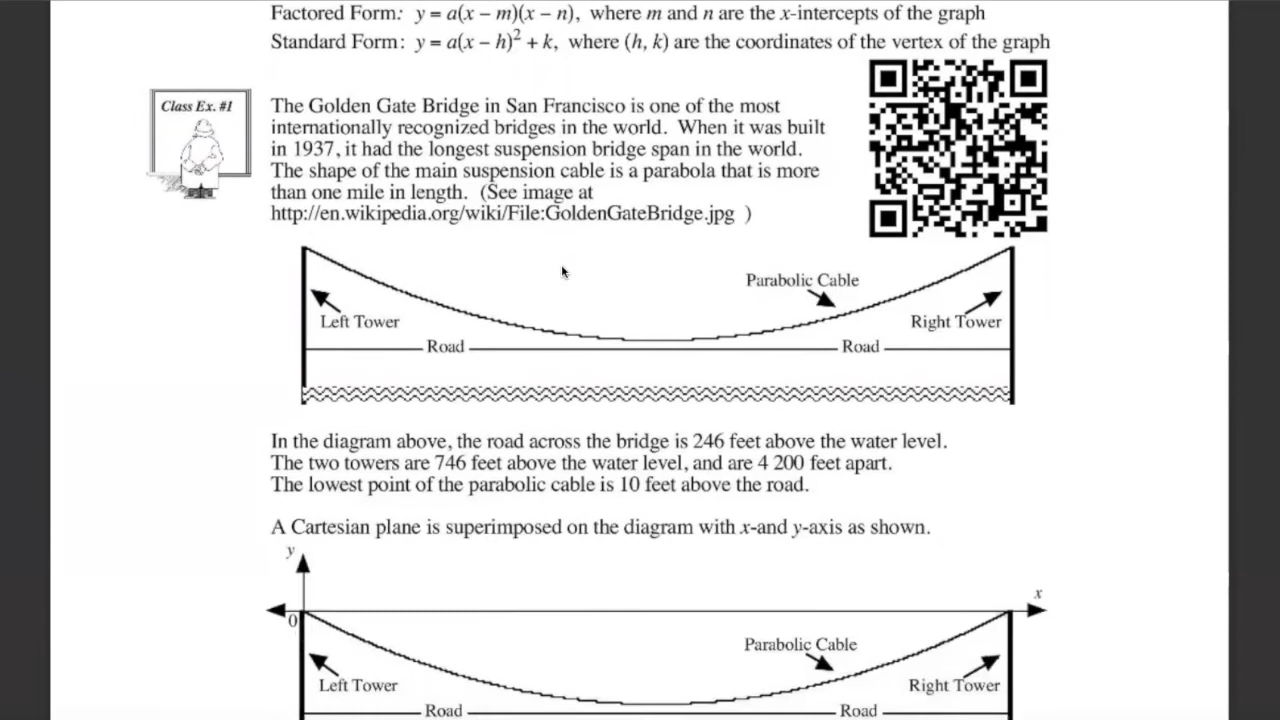 Factored Form: y = a(x – m)(x – n), where m and n are the x-intercepts of the graph
Standard Form: y = a(x – h)² + k, where (h, k) are the coordinates of the vertex of the graph
Class Ex. #1
The Golden Gate Bridge in San Francisco is one of the most
internationally recognized bridges in the world. When it was built
in 1937, it had the longest suspension bridge span in the world.
The shape of the main suspension cable is a parabola that is more
than one mile in length. (See image at
http://en.wikipedia.org/wiki/File:GoldenGateBridge.jpg )
Parabolic Cable
Left Tower
Right Tower
Road
Road
In the diagram above, the road across the bridge is 246 feet above the water level.
The two towers are 746 feet above the water level, and are 4 200 feet apart.
The lowest point of the parabolic cable is 10 feet above the road.
A Cartesian plane is superimposed on the diagram with x-and y-axis as shown.
y
x
0
Parabolic Cable
Left Tower
Right Tower
Road
Road